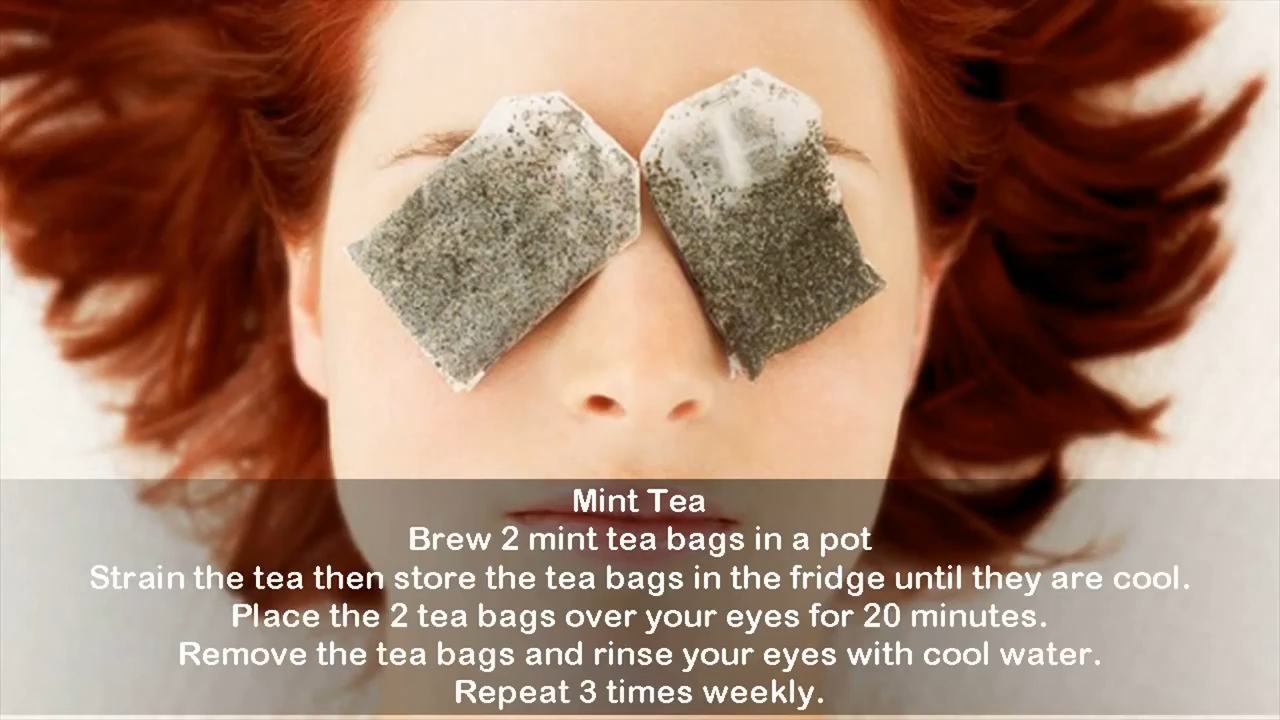 Mint Tea
Brew 2 mint tea bags in a pot
Strain the tea then store the tea bags in the fridge until they are cool.
Place the 2 tea bags over your eyes for 20 minutes.
Remove the tea bags and rinse your eyes with cool water.
Repeat 3 times weekly.